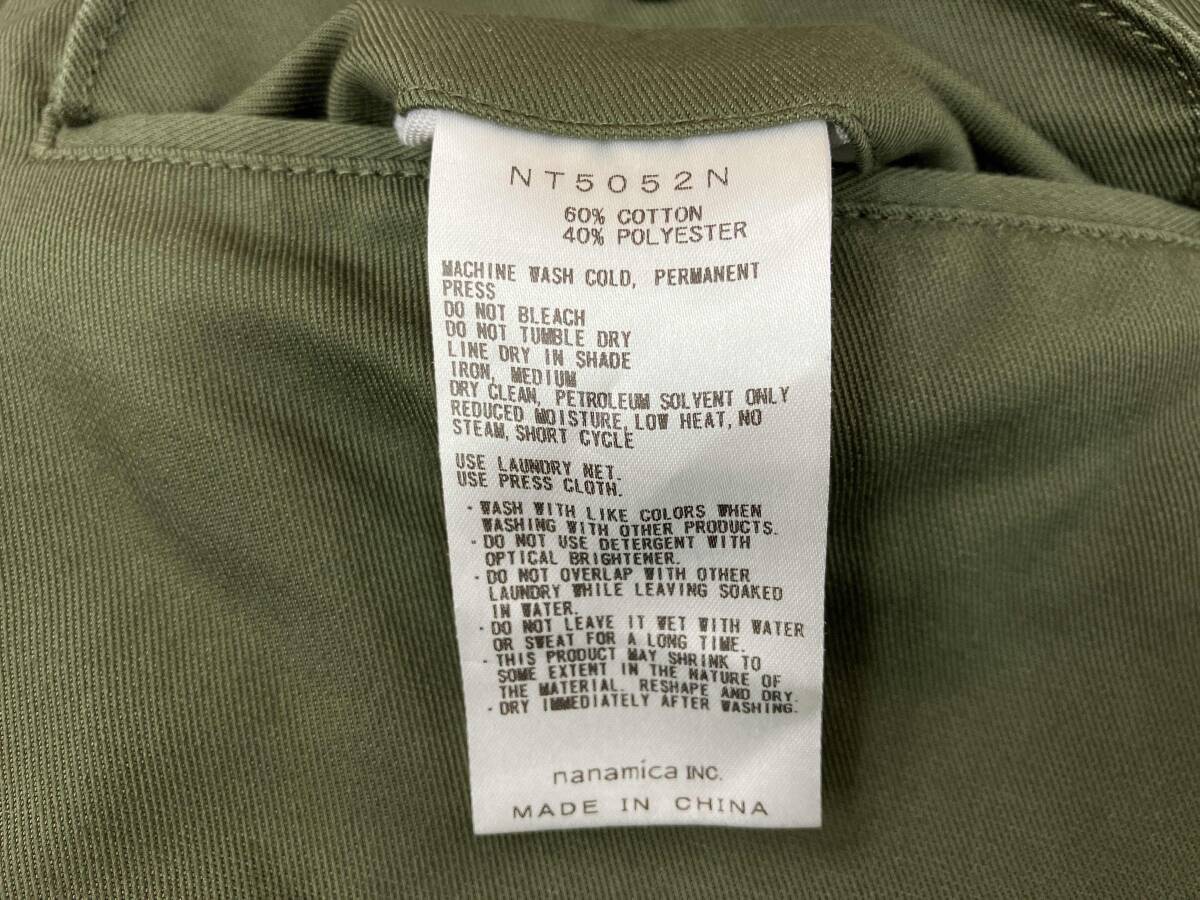 NT5052N
60% COTTON
40% POLYESTER
MACHINE WASH COLD, PERMANENT
PRESS
DO NOT BLEACH
DO NOT TUMBLE DRY
LINE DRY IN SHADE
IRON, MEDIUM
DRY CLEAN, PETROLEUM SOLVENT ONLY
REDUCED MOISTURE, LOW HEAT, NO
STEAM, SHORT CYCLE
USE LAUNDRY NET.
USE PRESS CLOTH.
・WASH WITH LIKE COLORS WHEN
WASHING WITH OTHER PRODUCTS.
・DO NOT USE DETERGENT WITH
OPTICAL BRIGHTENER.
・DO NOT OVERLAP WITH OTHER
LAUNDRY WHILE LEAVING SOAKED
IN WATER.
・DO NOT LEAVE IT WET WITH WATER
OR SWEAT FOR A LONG TIME.
・THIS PRODUCT MAY SHRINK TO
SOME EXTENT IN THE NATURE OF
THE MATERIAL. RESHAPE AND DRY.
・DRY IMMEDIATELY AFTER WASHING.
nanamica INC.
MADE IN CHINA